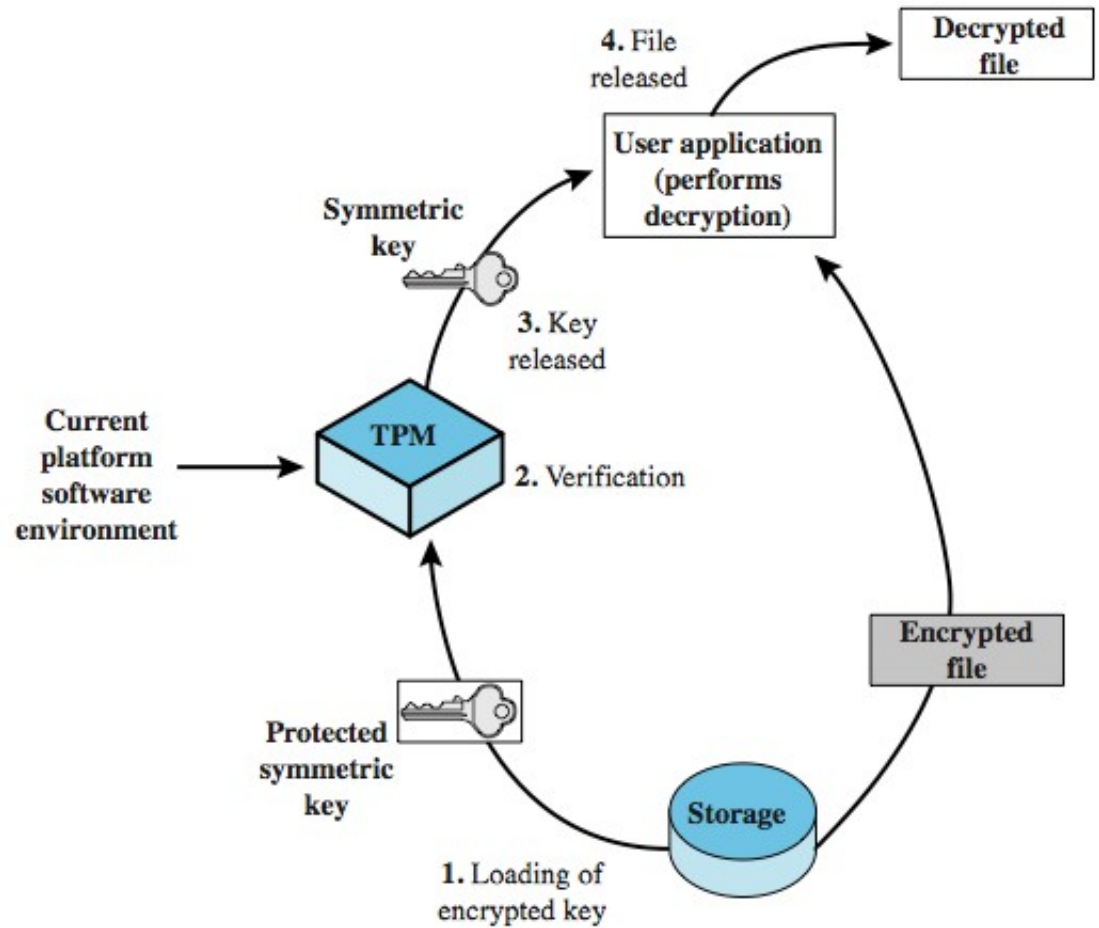 4. File
released
Decrypted
file
User application
(performs
decryption)
Symmetric
key
3. Key
released
Current
platform
software
environment
TPM
2. Verification
Encrypted
file
Protected
symmetric
key
Storage
1. Loading of
encrypted key